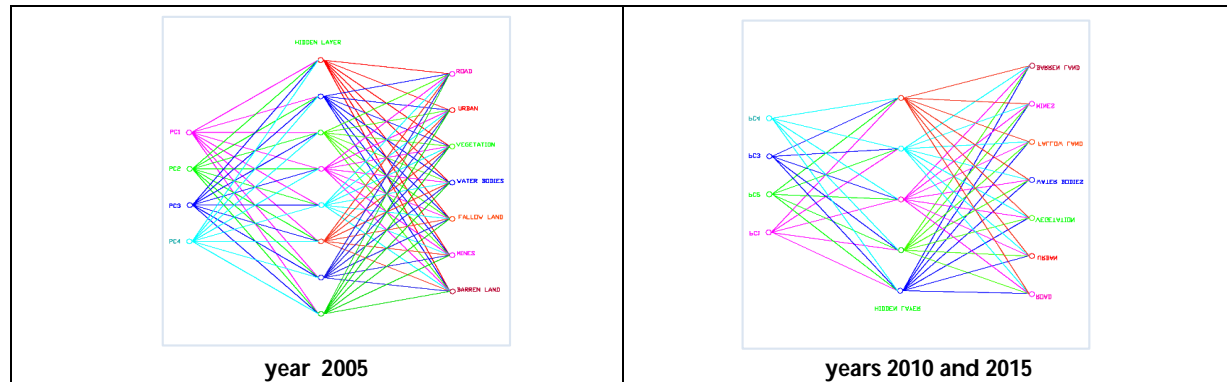 HIDDEN LAYER
ROAD
URBAN
PC1
VEGETATION
PC2
WATER BODIES
PC3
FALLOW LAND
PC4
MINES
BARREN LAND
year 2005
BARREN LAND
MINES
PC4
FALLOW LAND
PC3
WATER BODIES
PC2
VEGETATION
PC1
URBAN
ROAD
HIDDEN LAYER
years 2010 and 2015